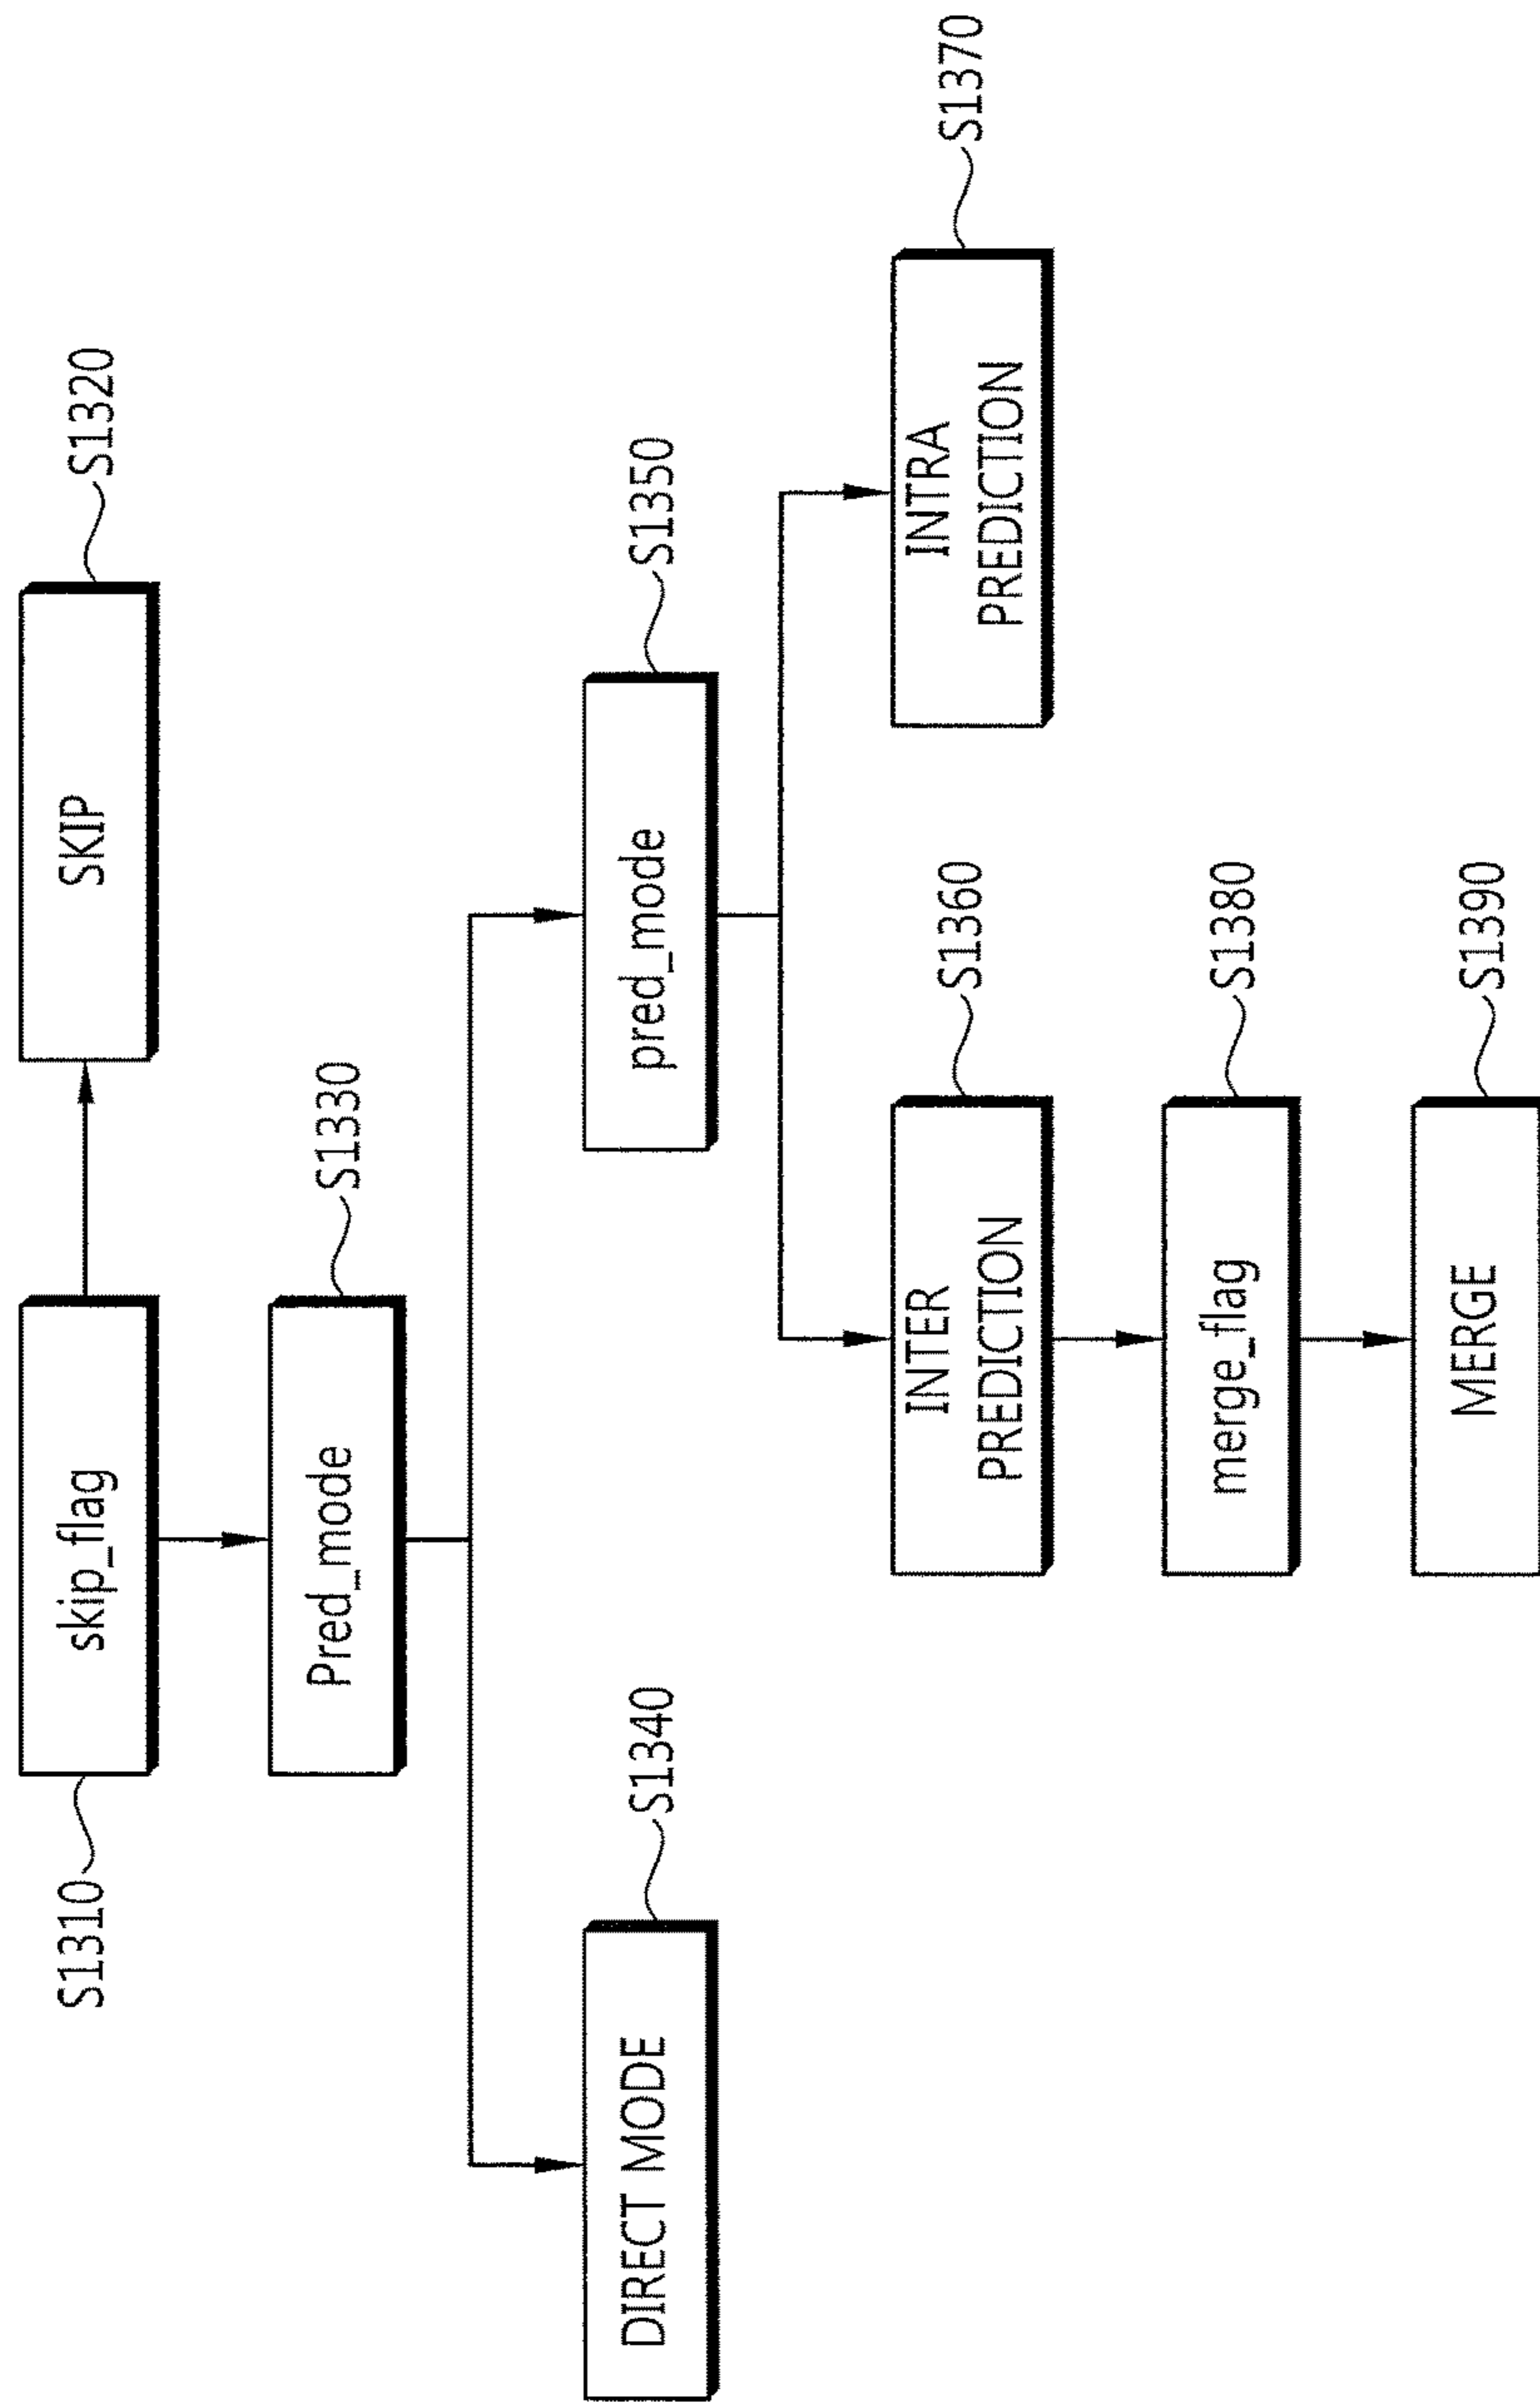 S1310
skip_flag
SKIP
S1320
Pred_mode
S1330
DIRECT MODE
S1340
pred_mode
S1350
INTER
PREDICTION
S1360
INTRA
PREDICTION
S1370
merge_flag
S1380
MERGE
S1390